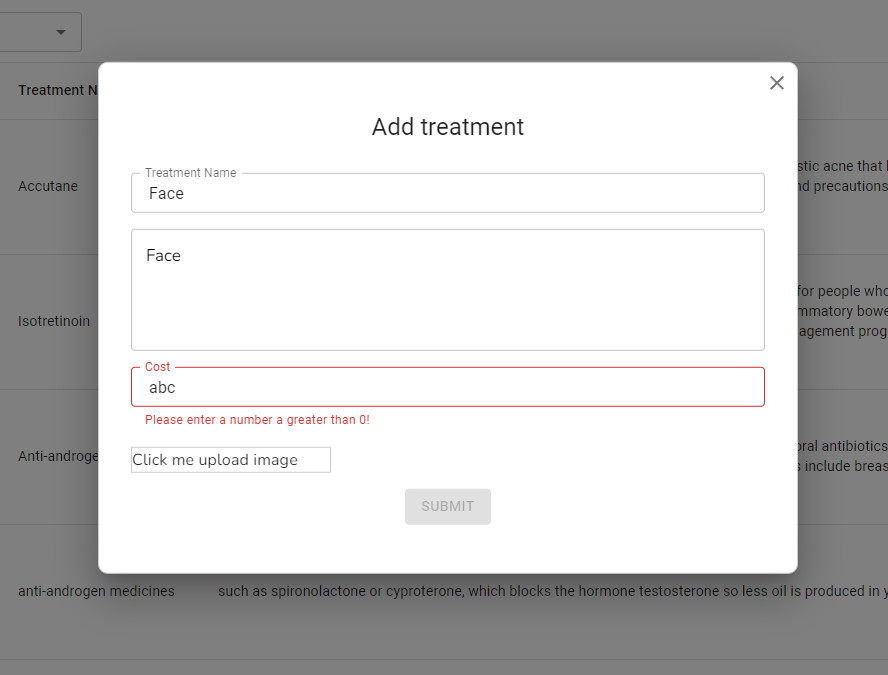 Treatment N
Add treatment
Treatment Name
Face
Face
Cost
abc
Please enter a number a greater than 0!
Click me upload image
SUBMIT
Accutane
stic acne that
nd precautions
Isotretinoin
for people who
mmatory bowe
agement prog
Anti-androge
oral antibiotics
s include breas
anti-androgen medicines
such as spironolactone or cyproterone, which blocks the hormone testosterone so less oil is produced in y